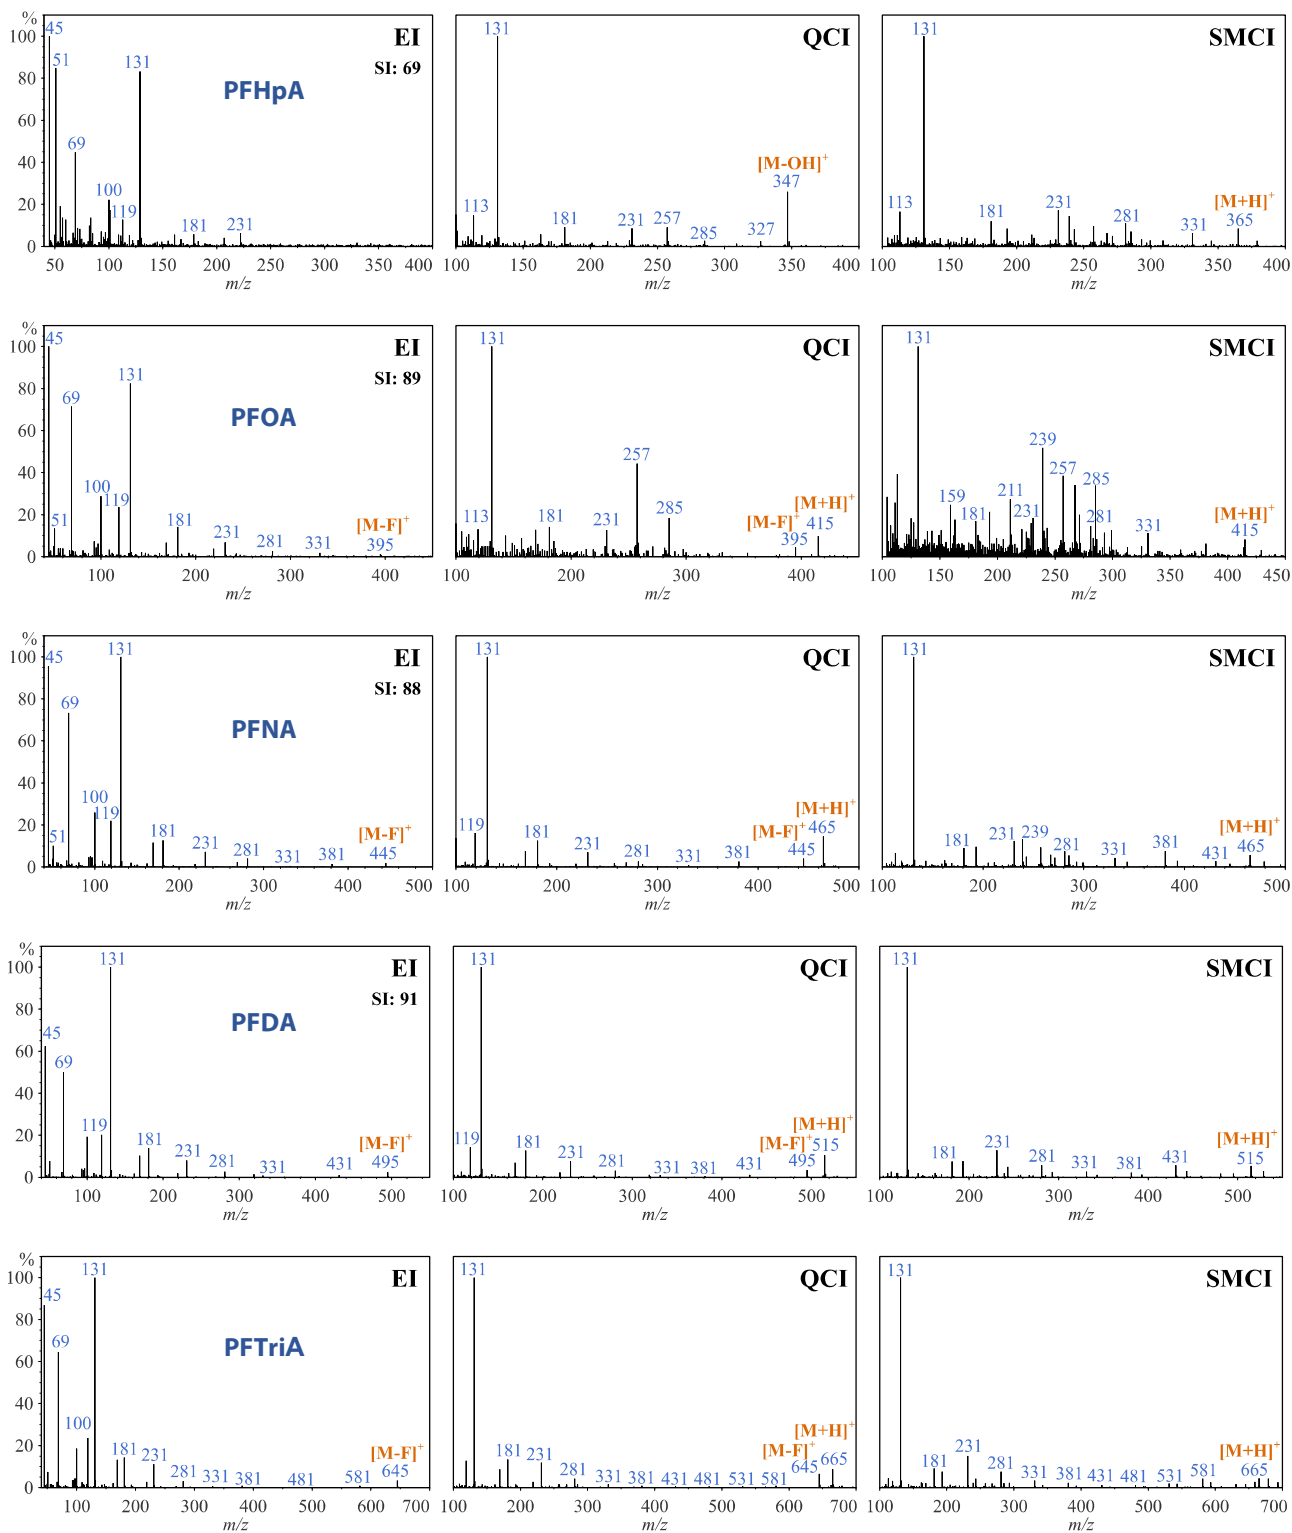 %
100
80
60
40
20
0
45
51
69
100
119
131
181
231
EI
SI: 69
PFHpA
50 100 150 200 250 300 350 400
m/z
131
QCI
[M-OH]+
347
113
181
231
257
285
327
100 150 200 250 300 350 400
m/z
131
SMCI
113
181
231
281
331
[M+H]+
365
100 150 200 250 300 350 400
m/z
%
100
80
60
40
20
0
45
51
69
100
119
131
181
231
281
331
[M-F]+
395
EI
SI: 89
PFOA
100 200 300 400 500
m/z
131
QCI
113
181
231
257
285
[M-F]+
395
[M+H]+
415
100 200 300 400
m/z
131
SMCI
159
181
211
231
239
257
281
285
331
[M+H]+
415
100 150 200 250 300 350 400 450
m/z
%
100
80
60
40
20
0
45
51
69
100
119
131
181
231
281
331
381
[M-F]+
445
EI
SI: 88
PFNA
100 200 300 400 500
m/z
131
QCI
119
181
231
281
331
381
[M-F]+
445
[M+H]+
465
100 200 300 400 500
m/z
131
SMCI
181
231
239
281
331
381
431
[M+H]+
465
100 200 300 400 500
m/z
%
100
80
60
40
20
0
45
69
119
131
181
231
281
331
431
[M-F]+
495
EI
SI: 91
PFDA
100 200 300 400 500
m/z
131
QCI
119
181
231
281
331
381
431
[M-F]+
495
[M+H]+
515
100 200 300 400 500
m/z
131
SMCI
181
231
281
331
381
431
[M+H]+
515
100 200 300 400 500
m/z
%
100
80
60
40
20
0
45
69
100
131
181
231
281
331
381
481
581
[M-F]+
645
EI
PFTriA
100 200 300 400 500 600 700
m/z
131
QCI
181
231
281
331
381
431
481
531
581
[M-F]+
645
[M+H]+
665
100 200 300 400 500 600 700
m/z
131
SMCI
181
231
281
331
381
431
481
531
581
[M+H]+
665
100 200 300 400 500 600 700
m/z